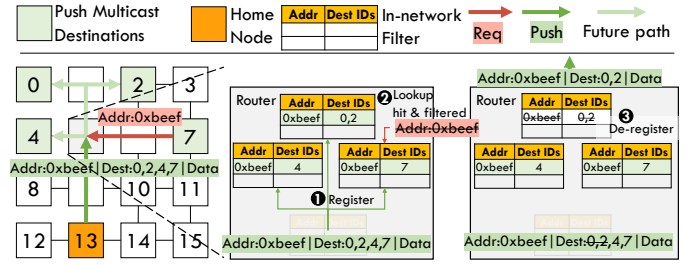 Push Multicast
Destinations
Home
Node
Addr Dest IDs
In-network
Filter
Req
Push
Future path
0 2 3
Addr:0xbeef
4 7
Addr:0xbeef|Dest:0,2,4,7|Data
8 10 11
12 13 14 15
Router
Addr Dest IDs
0xbeef 0,2
❷ Lookup
hit & filtered
Addr:0xbeef
Addr Dest IDs
0xbeef 4
Addr Dest IDs
0xbeef 7
❶ Register
Addr:0xbeef|Dest:0,2,4,7|Data
Addr:0xbeef|Dest:0,2|Data
Router
Addr Dest IDs
0xbeef 0,2
❸
De-register
Addr Dest IDs
0xbeef 4
Addr Dest IDs
0xbeef 7
Addr:0xbeef|Dest:0,2,4,7|Data